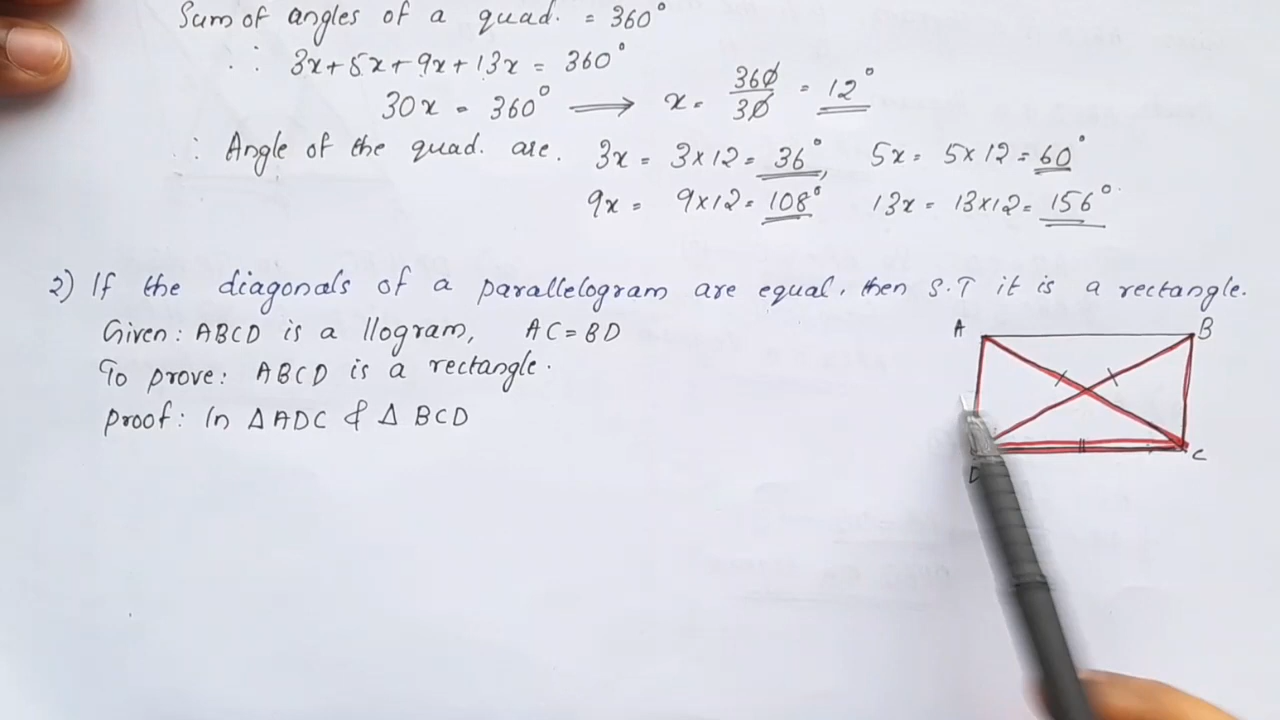 Sum of angles of a quad. = 360°
∴ 3x+5x+9x+13x = 360°
30x = 360° ⟶ x = 360/30 = 12°
∴ Angle of the quad. are. 3x = 3×12 = 36°, 5x = 5×12 = 60°
9x = 9×12 = 108° 13x = 13×12 = 156°
2) If the diagonals of a parallelogram are equal, then S.T it is a rectangle.
Given: ABCD is a llogram, AC=BD
To prove: ABCD is a rectangle.
Proof: In Δ ADC & Δ BCD
A B
D C